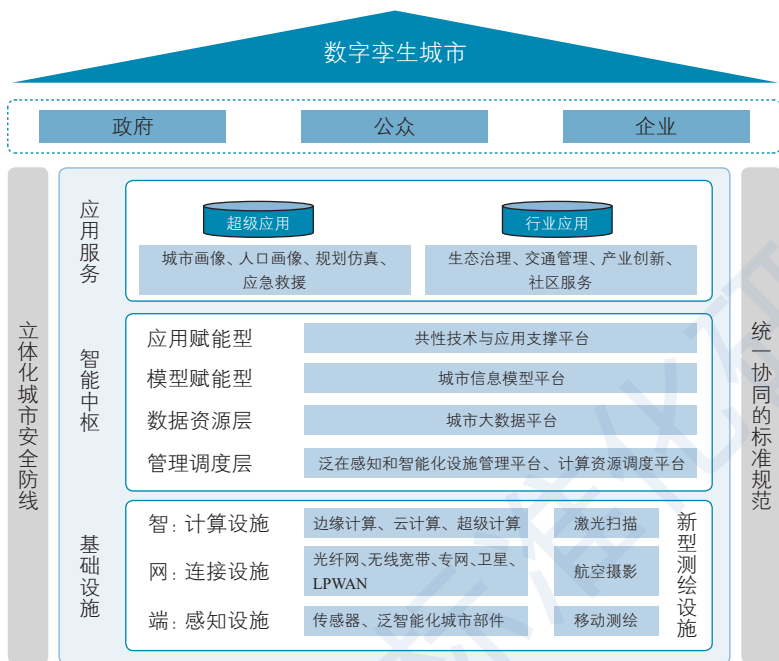 数字孪生城市
政府
公众
企业
立体化城市安全防线
应用服务
超级应用
行业应用
城市画像、人口画像、规划仿真、
应急救援
生态治理、交通管理、产业创新、
社区服务
智能中枢
应用赋能型
共性技术与应用支撑平台
模型赋能型
城市信息模型平台
数据资源层
城市大数据平台
管理调度层
泛在感知和智能化设施管理平台、计算资源调度平台
基础设施
智：计算设施
边缘计算、云计算、超级计算
激光扫描
网：连接设施
光纤网、无线宽带、专网、卫星、
LPWAN
航空摄影
端：感知设施
传感器、泛智能化城市部件
移动测绘
新型测绘设施
统一协同的标准规范
标准化研